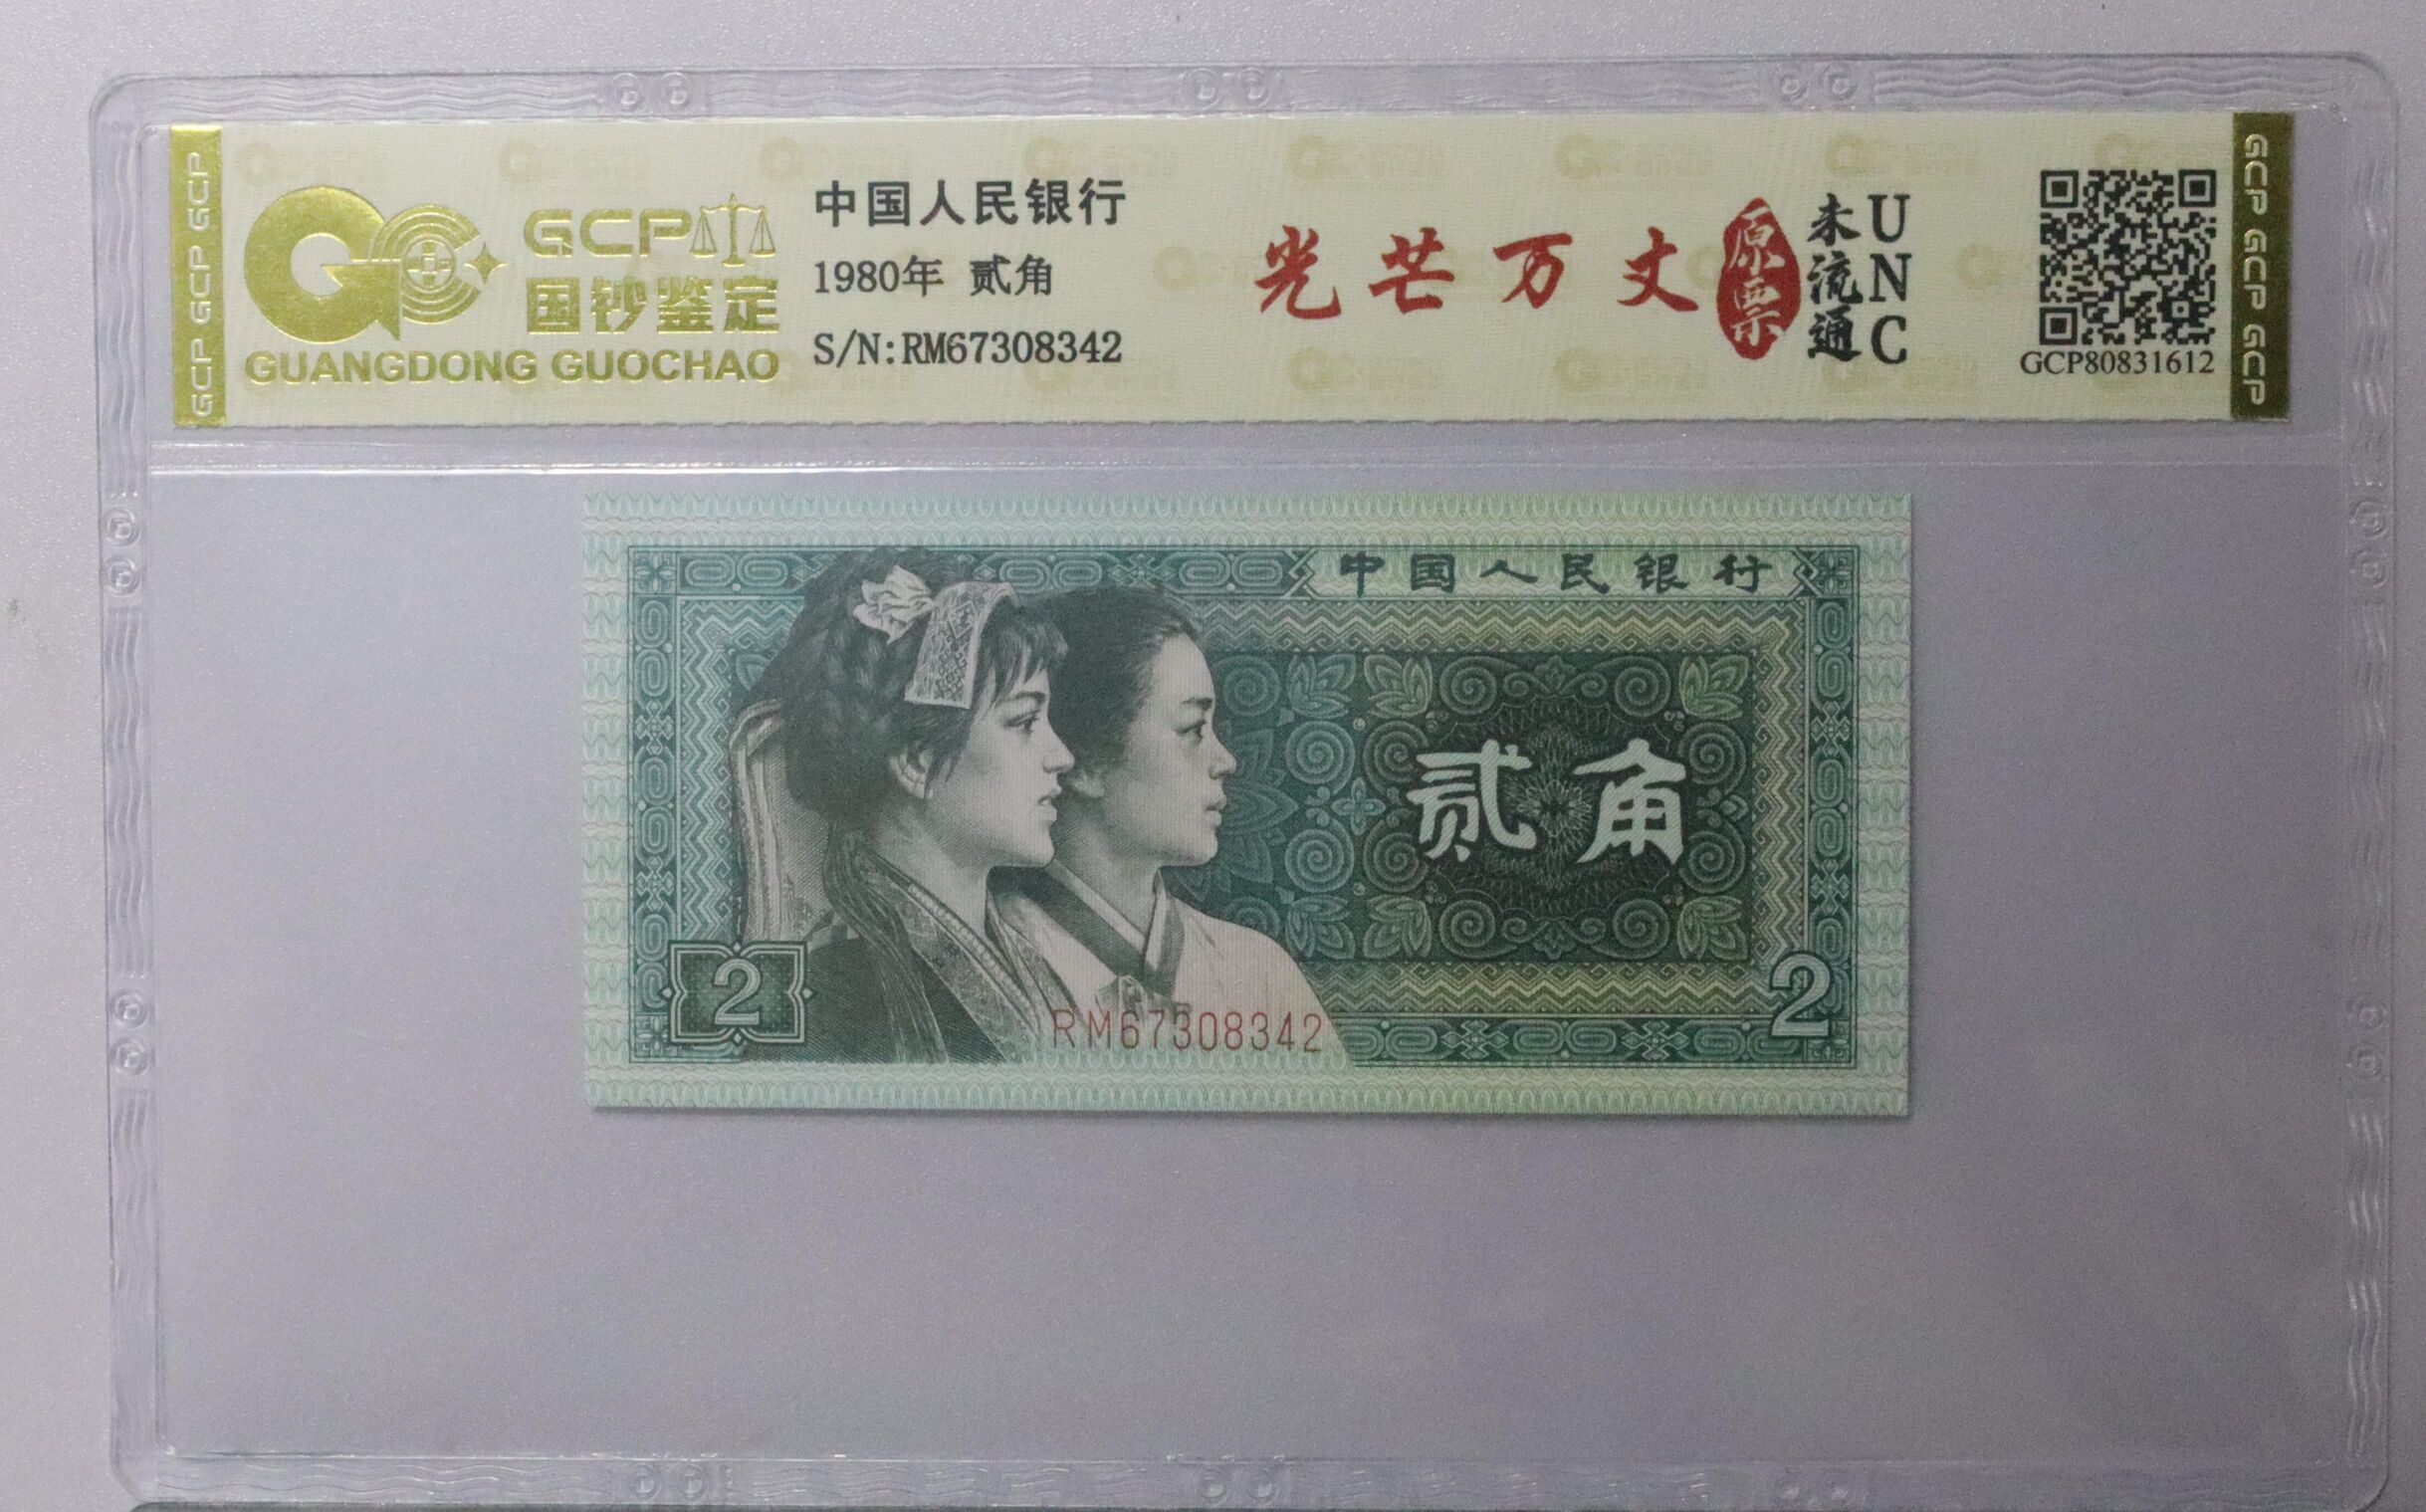 GCP GCP GCP
GCP
国钞鉴定
GUANGDONG GUOCHAO
中国人民银行
1980年 贰角
S/N:RM67308342
光芒万丈
原票
未流通
UNC
GCP80831612
GCP GCP GCP
中国人民银行
贰角
2
2
RM67308342